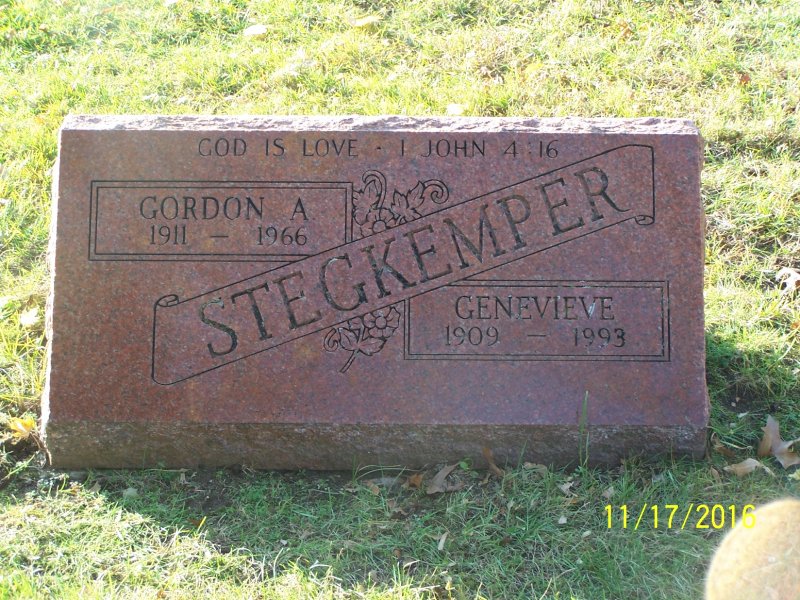 GOD IS LOVE · I JOHN 4:16
GORDON A
1911 — 1966
STEGKEMPER
GENEVIEVE
1909 — 1993
11/17/2016